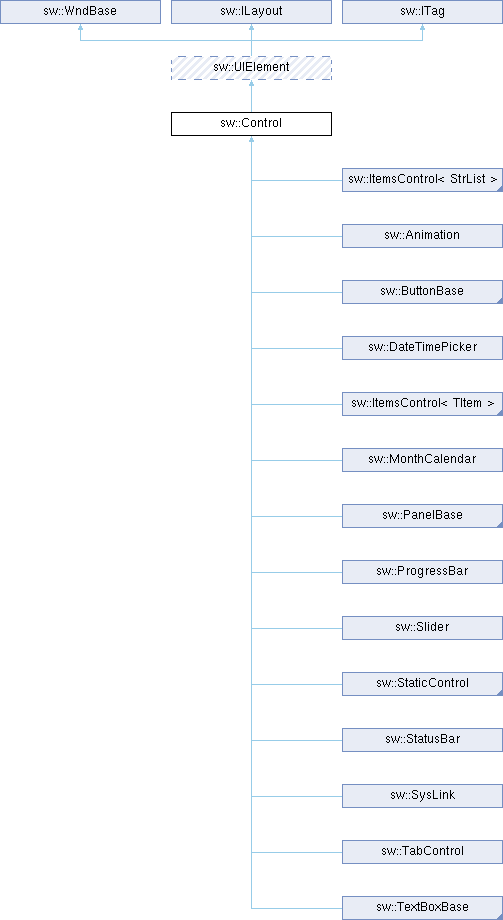 sw::WndBase sw::ILayout sw::ITag
sw::UIElement
sw::Control
sw::ItemsControl< StrList >
sw::Animation
sw::ButtonBase
sw::DateTimePicker
sw::ItemsControl< TItem >
sw::MonthCalendar
sw::PanelBase
sw::ProgressBar
sw::Slider
sw::StaticControl
sw::StatusBar
sw::SysLink
sw::TabControl
sw::TextBoxBase